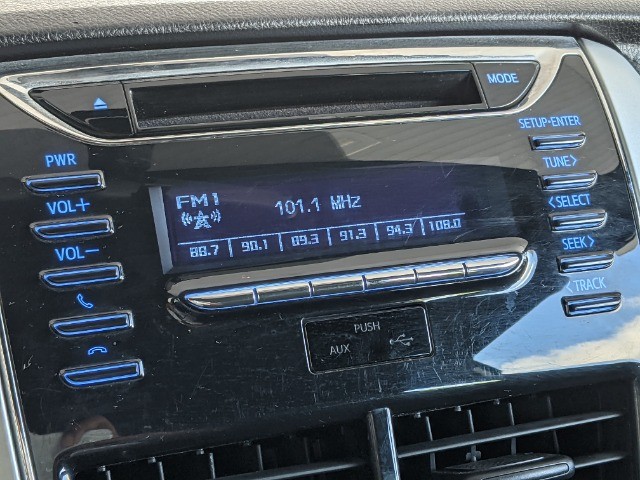 MODE
SETUP•ENTER
PWR
TUNE>
VOL+
<SELECT
VOL−
SEEK>
<TRACK
FM1
101.1 MHz
88.7 90.1 89.3 91.3 94.3 108.0
PUSH
AUX